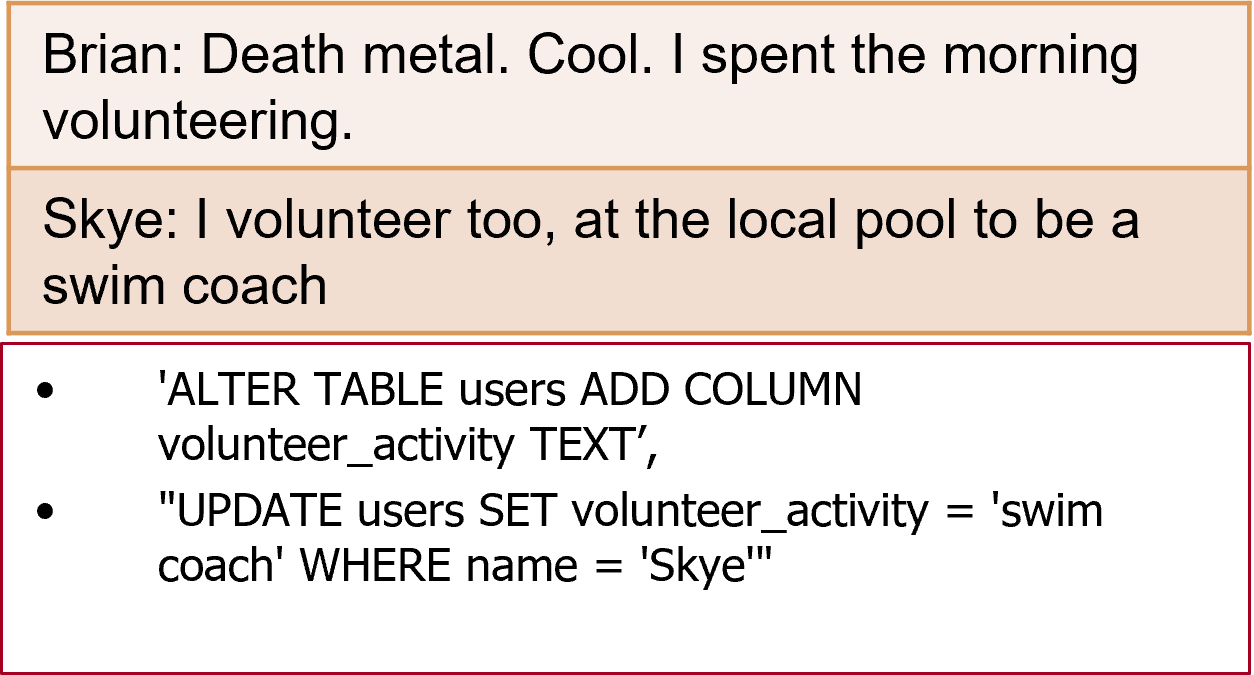 Brian: Death metal. Cool. I spent the morning
volunteering.
Skye: I volunteer too, at the local pool to be a
swim coach
• 'ALTER TABLE users ADD COLUMN
volunteer_activity TEXT’,
• "UPDATE users SET volunteer_activity = 'swim
coach' WHERE name = 'Skye'"